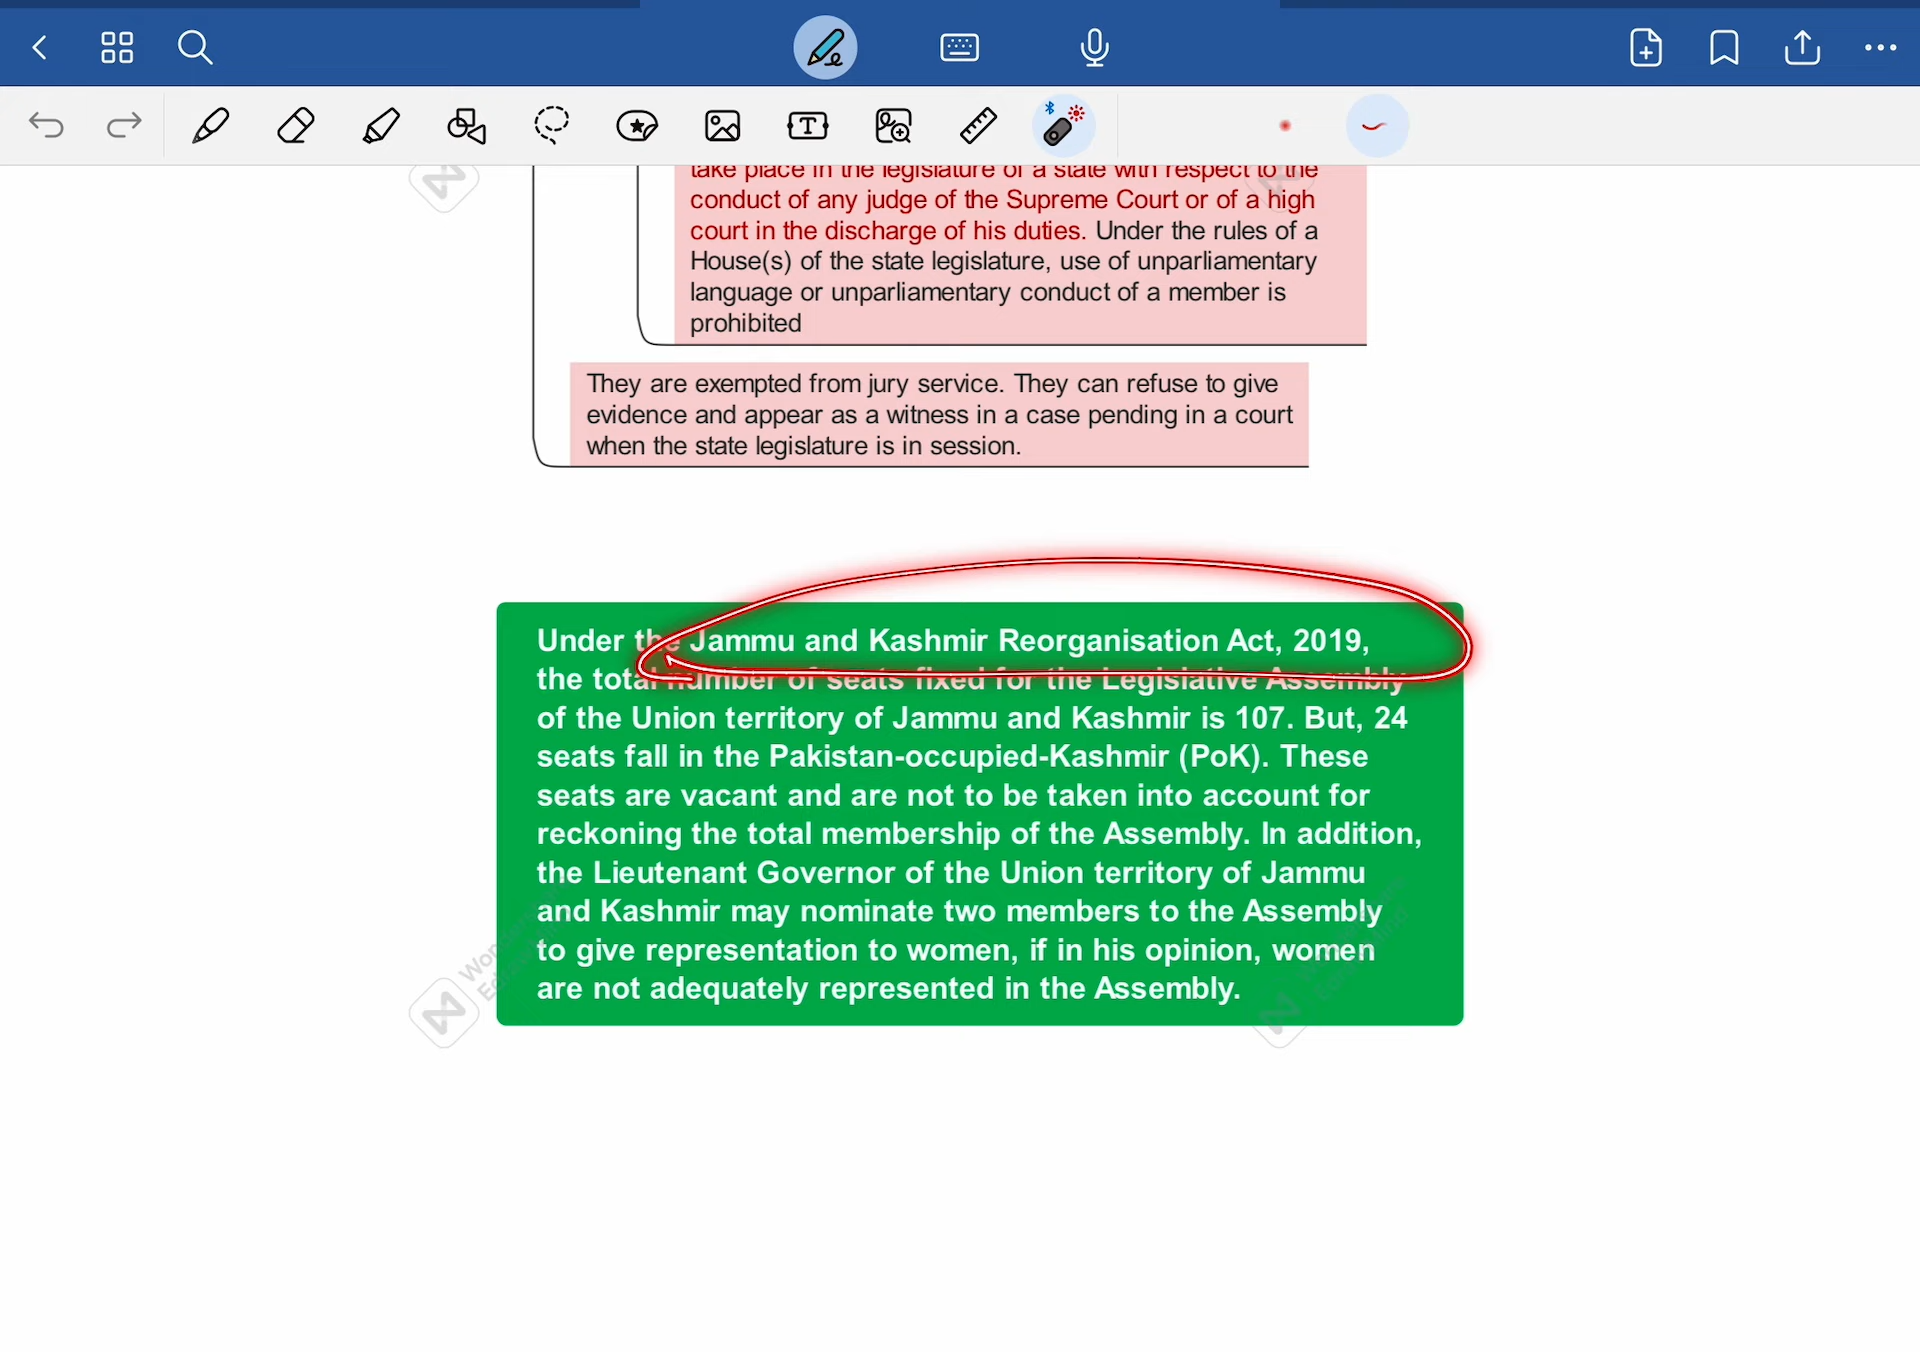 take place in the legislature of a state with respect to the
conduct of any judge of the Supreme Court or of a high
court in the discharge of his duties. Under the rules of a
House(s) of the state legislature, use of unparliamentary
language or unparliamentary conduct of a member is
prohibited
They are exempted from jury service. They can refuse to give
evidence and appear as a witness in a case pending in a court
when the state legislature is in session.
Under the Jammu and Kashmir Reorganisation Act, 2019,
the total number of seats fixed for the Legislative Assembly
of the Union territory of Jammu and Kashmir is 107. But, 24
seats fall in the Pakistan-occupied-Kashmir (PoK). These
seats are vacant and are not to be taken into account for
reckoning the total membership of the Assembly. In addition,
the Lieutenant Governor of the Union territory of Jammu
and Kashmir may nominate two members to the Assembly
to give representation to women, if in his opinion, women
are not adequately represented in the Assembly.